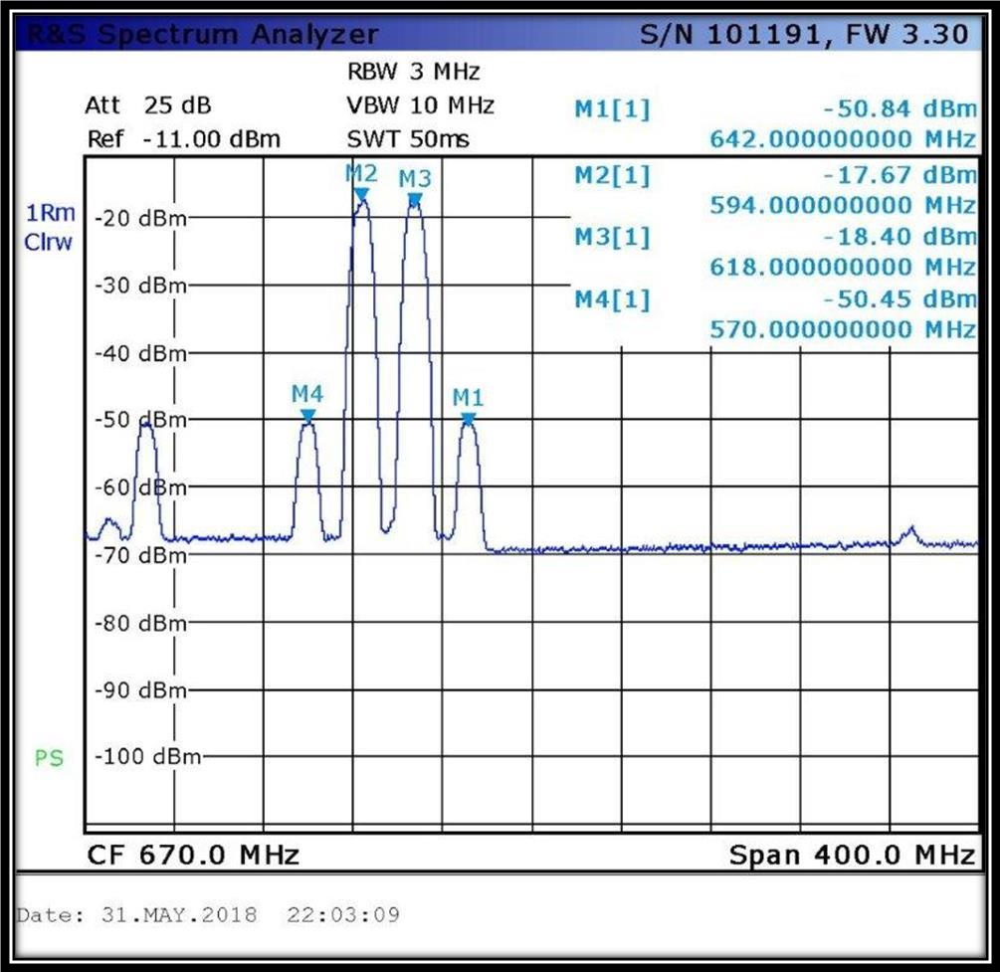 R&S Spectrum Analyzer S/N 101191, FW 3.30
RBW 3 MHz
Att 25 dB VBW 10 MHz
Ref -11.00 dBm SWT 50ms
M1[1] -50.84 dBm
642.000000000 MHz
M2[1] -17.67 dBm
594.000000000 MHz
M3[1] -18.40 dBm
618.000000000 MHz
M4[1] -50.45 dBm
570.000000000 MHz
1Rm
Clrw
M2 M3
-20 dBm
-30 dBm
-40 dBm
M4 M1
-50 dBm
-60 dBm
-70 dBm
-80 dBm
-90 dBm
PS
-100 dBm
CF 670.0 MHz Span 400.0 MHz
Date: 31.MAY.2018 22:03:09